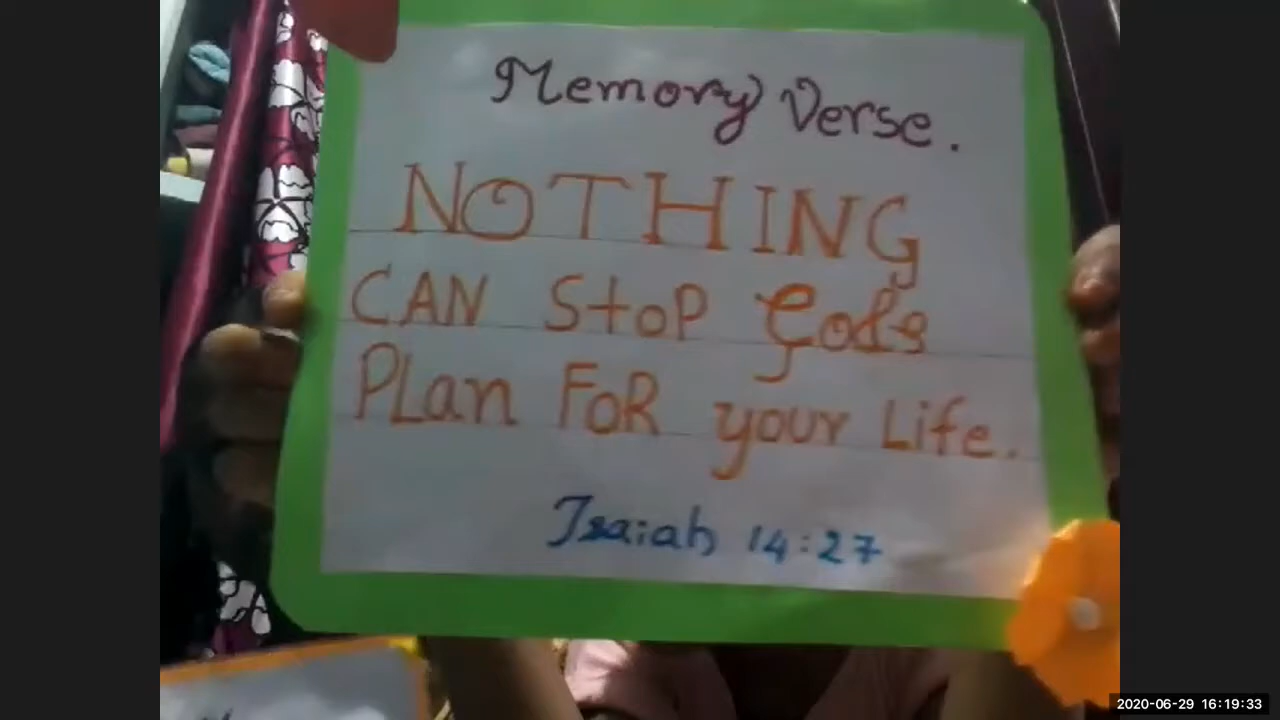 Memory Verse.
NOTHING
CAN StoP Gods
PLan FoR your Life.
Isaiah 14:27
2020-06-29 16:19:33